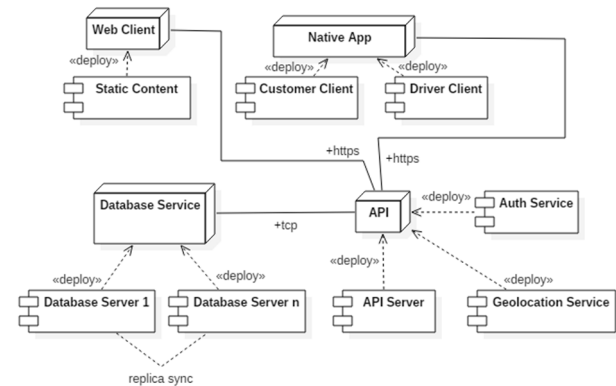 Web Client
Native App
«deploy»
«deploy»
«deploy»
Static Content
Customer Client
Driver Client
+https
+https
Database Service
API
«deploy»
Auth Service
+tcp
«deploy»
«deploy»
«deploy»
«deploy»
Database Server 1
Database Server n
API Server
Geolocation Service
replica sync